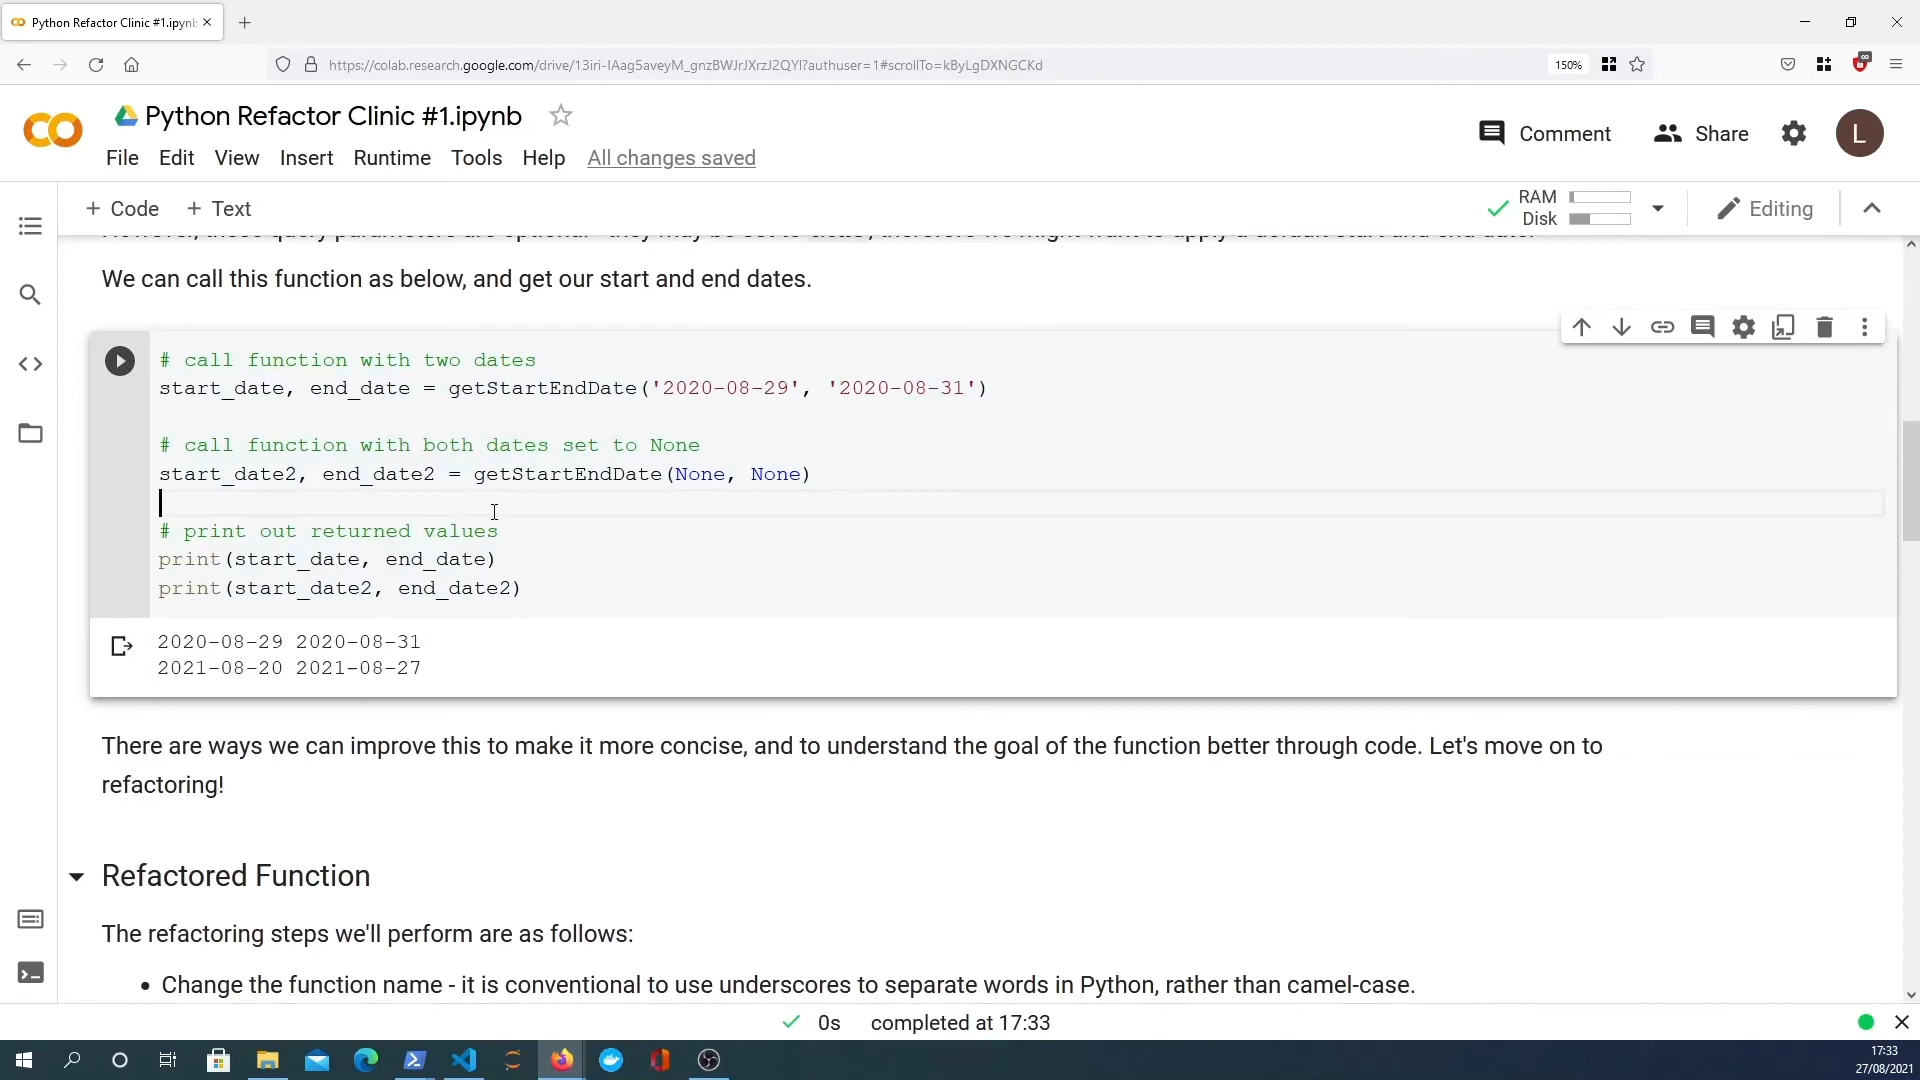 Python Refactor Clinic #1.ipynb
https://colab.research.google.com/drive/13iri-IAag5aveyM_gnzBWJrJXrzJ2QYl?authuser=1#scrollTo=kByLgDXNGCKd
150%
Python Refactor Clinic #1.ipynb
Comment
Share
L
File Edit View Insert Runtime Tools Help All changes saved
+ Code + Text
RAM
Disk
Editing
We can call this function as below, and get our start and end dates.
# call function with two dates
start_date, end_date = getStartEndDate('2020-08-29', '2020-08-31')
# call function with both dates set to None
start_date2, end_date2 = getStartEndDate(None, None)
# print out returned values
print(start_date, end_date)
print(start_date2, end_date2)
2020-08-29 2020-08-31
2021-08-20 2021-08-27
There are ways we can improve this to make it more concise, and to understand the goal of the function better through code. Let's move on to
refactoring!
Refactored Function
The refactoring steps we'll perform are as follows:
• Change the function name - it is conventional to use underscores to separate words in Python, rather than camel-case.
0s completed at 17:33
17:33
27/08/2021